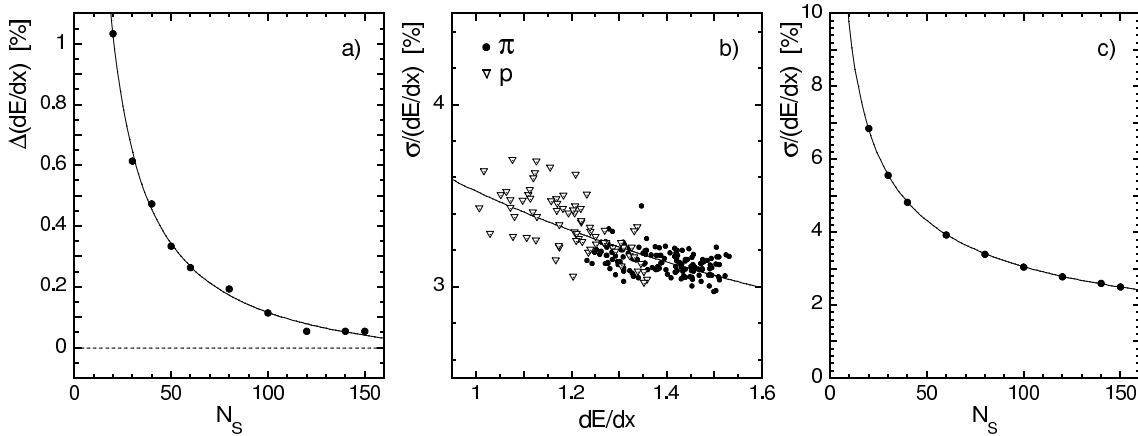 Δ(dE/dx) [%]
1
0.8
0.6
0.4
0.2
0
a)
0 50 100 150
N_S
σ/(dE/dx) [%]
4
3
π
p
b)
1 1.2 1.4 1.6
dE/dx
σ/(dE/dx) [%]
10
8
6
4
2
0
c)
0 50 100 150
N_S